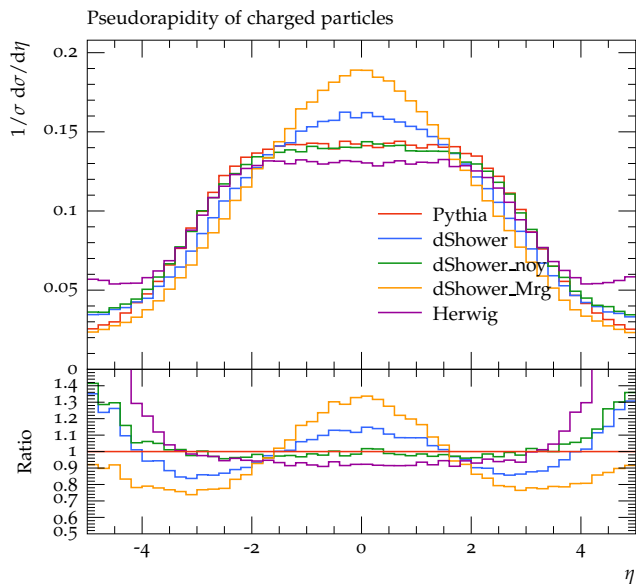 Pseudorapidity of charged particles
1/σ dσ/dη
0.2
0.15
0.1
0.05
0
Pythia
dShower
dShower_noy
dShower_Mrg
Herwig
Ratio
1.4
1.3
1.2
1.1
1
0.9
0.8
0.7
0.6
0.5
-4 -2 0 2 4
η